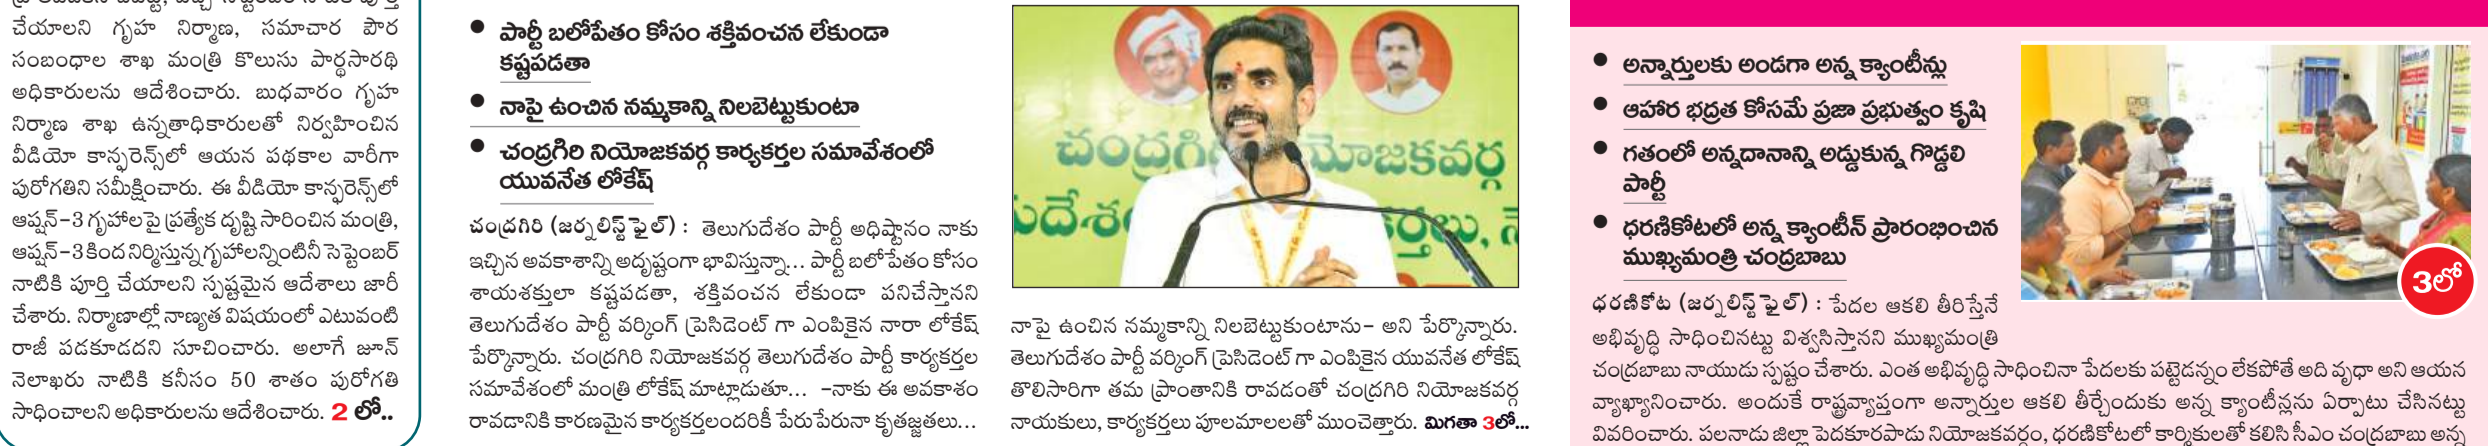 చేయాలని గృహ నిర్మాణ, సమాచార పౌర
సంబంధాల శాఖ మంత్రి కొలుసు పార్థసారథి
అధికారులను ఆదేశించారు. బుధవారం గృహ
నిర్మాణ శాఖ ఉన్నతాధికారులతో నిర్వహించిన
వీడియో కాన్ఫరెన్స్‌లో ఆయన పథకాల వారీగా
పురోగతిని సమీక్షించారు. ఈ వీడియో కాన్ఫరెన్స్‌లో
ఆప్షన్-3 గృహాలపై ప్రత్యేక దృష్టి సారించిన మంత్రి,
ఆప్షన్-3 కింద నిర్మిస్తున్న గృహాలన్నింటినీ సెప్టెంబర్
నాటికి పూర్తి చేయాలని స్పష్టమైన ఆదేశాలు జారీ
చేశారు. నిర్మాణాల్లో నాణ్యత విషయంలో ఎటువంటి
రాజీ పడకూడదని సూచించారు. అలాగే జూన్
నెలాఖరు నాటికి కనీసం 50 శాతం పురోగతి
సాధించాలని అధికారులను ఆదేశించారు. 2 లో..
• పార్టీ బలోపేతం కోసం శక్తివంచన లేకుండా
కష్టపడతా
• నాపై ఉంచిన నమ్మకాన్ని నిలబెట్టుకుంటా
• చంద్రగిరి నియోజకవర్గ కార్యకర్తల సమావేశంలో
యువనేత లోకేష్
చంద్రగిరి (జర్నలిస్ట్ ఫైల్) : తెలుగుదేశం పార్టీ అధిష్టానం నాకు
ఇచ్చిన అవకాశాన్ని అదృష్టంగా భావిస్తున్నా... పార్టీ బలోపేతం కోసం
శాయశక్తులా కష్టపడతా, శక్తివంచన లేకుండా పనిచేస్తానని
తెలుగుదేశం పార్టీ వర్కింగ్ ప్రెసిడెంట్ గా ఎంపికైన నారా లోకేష్
పేర్కొన్నారు. చంద్రగిరి నియోజకవర్గ తెలుగుదేశం పార్టీ కార్యకర్తల
సమావేశంలో మంత్రి లోకేష్ మాట్లాడుతూ... -నాకు ఈ అవకాశం
రావడానికి కారణమైన కార్యకర్తలందరికీ పేరుపేరునా కృతజ్ఞతలు...
చంద్రగి యోజకవర్గ
దేశం ర్తలు,
నాపై ఉంచిన నమ్మకాన్ని నిలబెట్టుకుంటాను- అని పేర్కొన్నారు.
తెలుగుదేశం పార్టీ వర్కింగ్ ప్రెసిడెంట్ గా ఎంపికైన యువనేత లోకేష్
తొలిసారిగా తమ ప్రాంతానికి రావడంతో చంద్రగిరి నియోజకవర్గ
నాయకులు, కార్యకర్తలు పూలమాలలతో ముంచెత్తారు. మిగతా 3లో...
• అన్నార్తులకు అండగా అన్న క్యాంటీన్లు
• ఆహార భద్రత కోసమే ప్రజా ప్రభుత్వం కృషి
• గతంలో అన్నదానాన్ని అడ్డుకున్న గొడ్డలి
పార్టీ
• ధరణికోటలో అన్న క్యాంటీన్ ప్రారంభించిన
ముఖ్యమంత్రి చంద్రబాబు
3లో
ధరణికోట (జర్నలిస్ట్ ఫైల్) : పేదల ఆకలి తీరిస్తేనే
అభివృద్ధి సాధించినట్టు విశ్వసిస్తానని ముఖ్యమంత్రి
చంద్రబాబు నాయుడు స్పష్టం చేశారు. ఎంత అభివృద్ధి సాధించినా పేదలకు పట్టెడన్నం లేకపోతే అది వృధా అని ఆయన
వ్యాఖ్యానించారు. అందుకే రాష్ట్రవ్యాప్తంగా అన్నార్తుల ఆకలి తీర్చేందుకు అన్న క్యాంటీన్లను ఏర్పాటు చేసినట్టు
వివరించారు. పలనాడు జిల్లా పెదకూరపాడు నియోజకవర్గం, ధరణికోటలో కార్మికులతో కలిసి సీఎం చంద్రబాబు అన్న